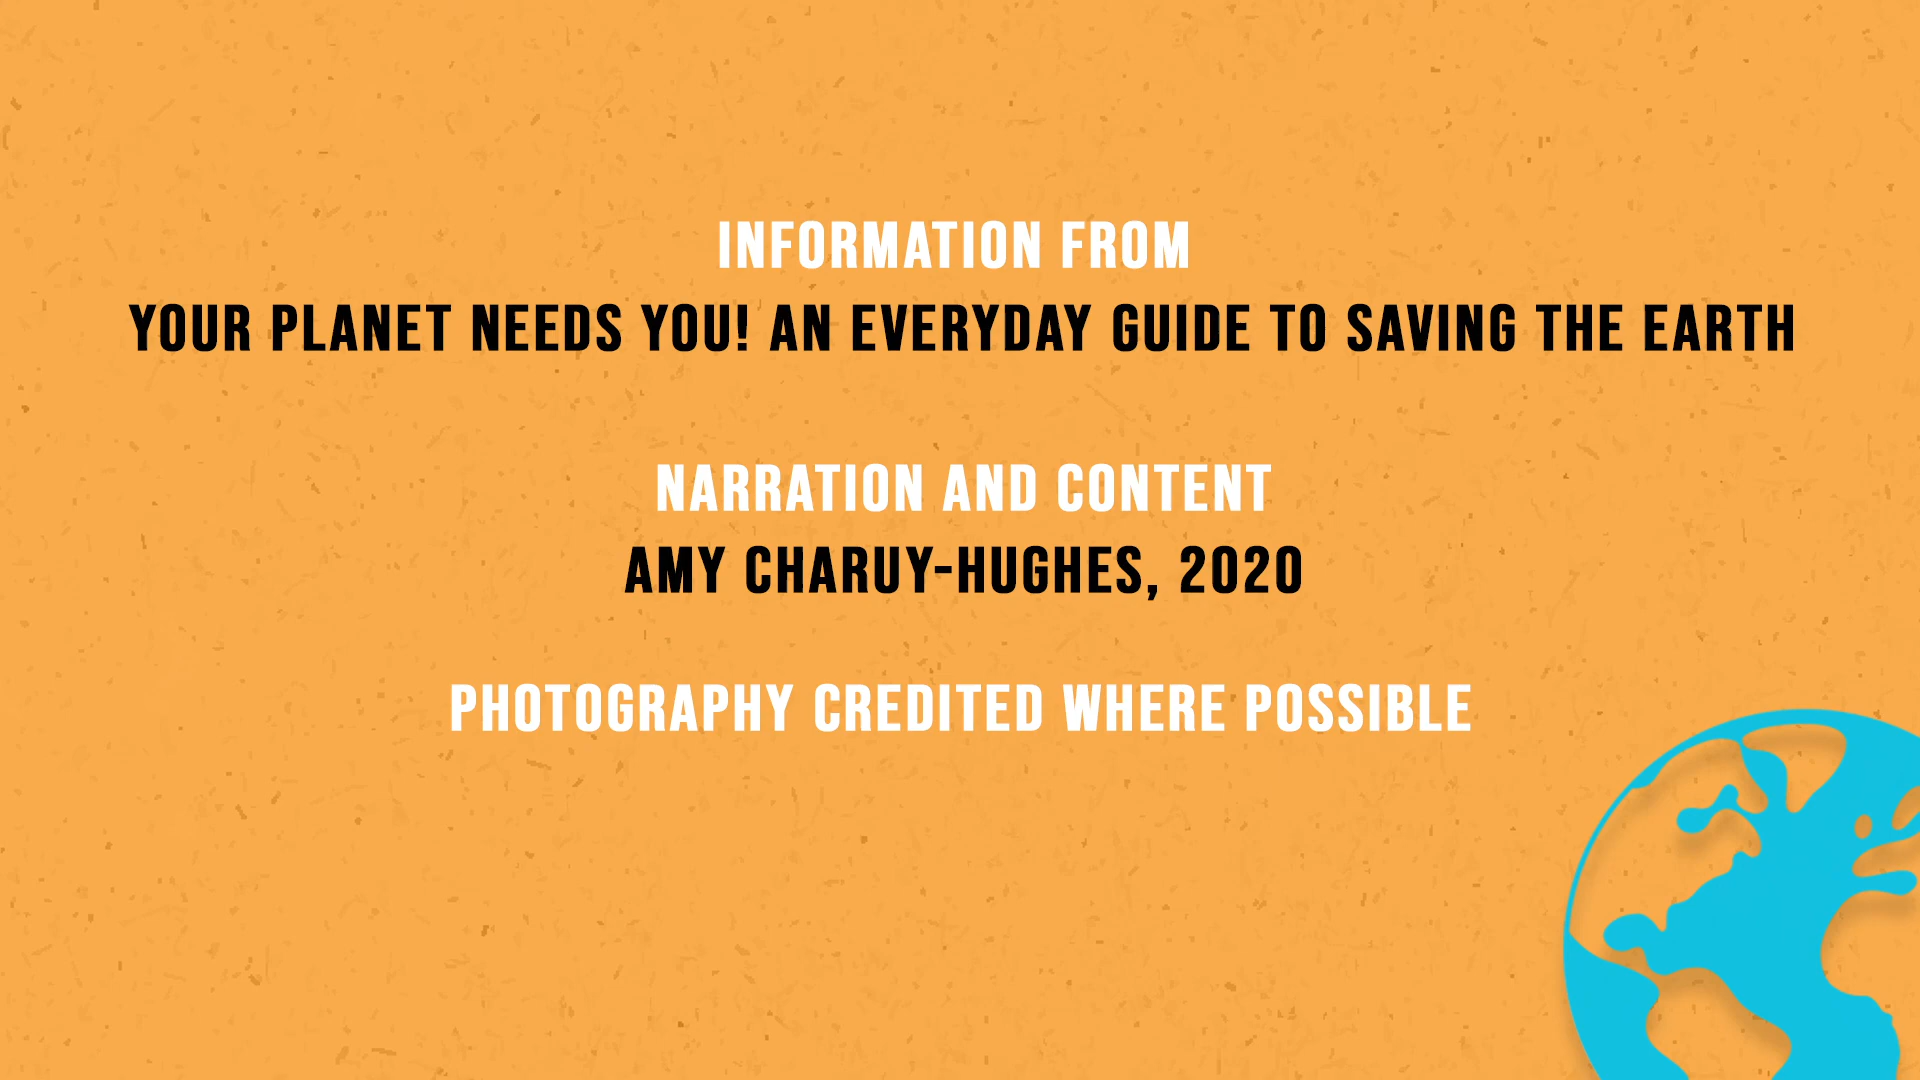 INFORMATION FROM
YOUR PLANET NEEDS YOU! AN EVERYDAY GUIDE TO SAVING THE EARTH
NARRATION AND CONTENT
AMY CHARUY-HUGHES, 2020
PHOTOGRAPHY CREDITED WHERE POSSIBLE